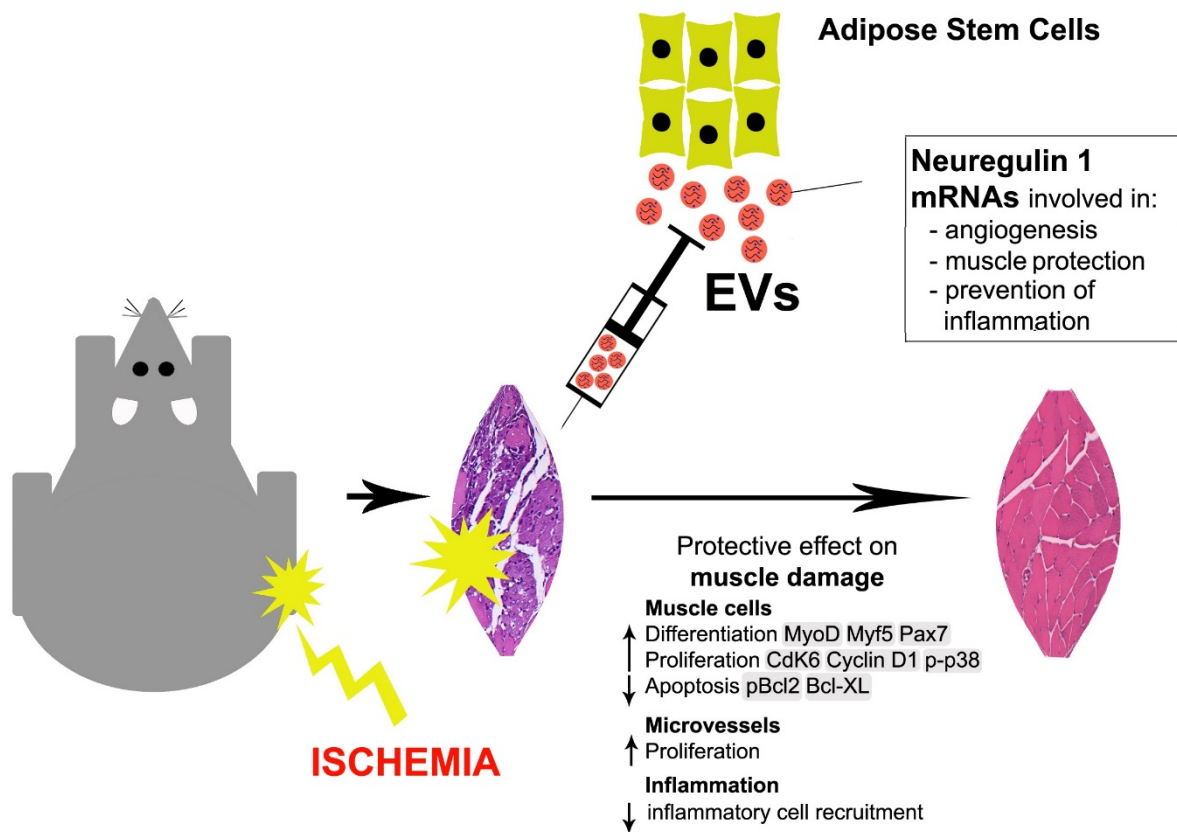 Adipose Stem Cells
Neuregulin 1
mRNAs involved in:
- angiogenesis
- muscle protection
- prevention of
inflammation
EVs
Protective effect on
muscle damage
Muscle cells
Differentiation MyoD Myf5 Pax7
Proliferation CdK6 Cyclin D1 p-p38
Apoptosis pBcl2 Bcl-XL
Microvessels
Proliferation
Inflammation
inflammatory cell recruitment
ISCHEMIA